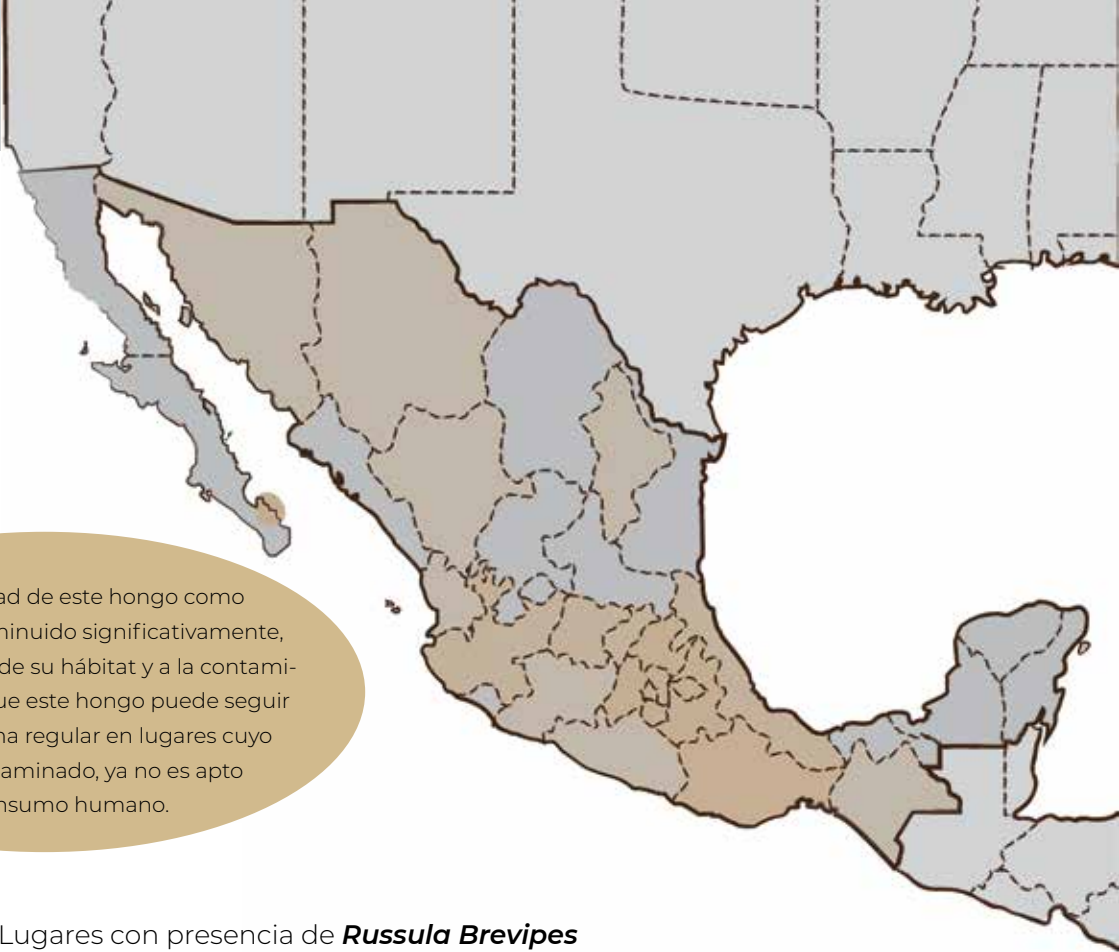 ad de este hongo como
minuido significativamente,
de su hábitat y a la contami-
ue este hongo puede seguir
na regular en lugares cuyo
aminado, ya no es apto
nsumo humano.
Lugares con presencia de Russula Brevipes